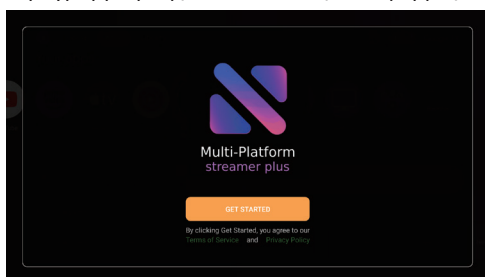 Multi-Platform
streamer plus
GET STARTED
By clicking Get Started, you agree to our
Terms of Service and Privacy Policy